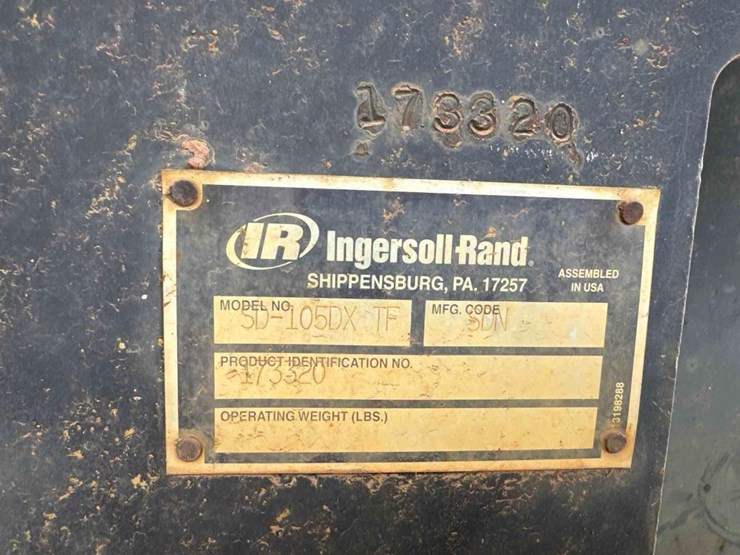 173320
IR Ingersoll-Rand®
SHIPPENSBURG, PA. 17257
ASSEMBLED
IN USA
MODEL NO. SD-105DX TF
MFG. CODE SDN
PRODUCT IDENTIFICATION NO.
173320
OPERATING WEIGHT (LBS.)
13198288